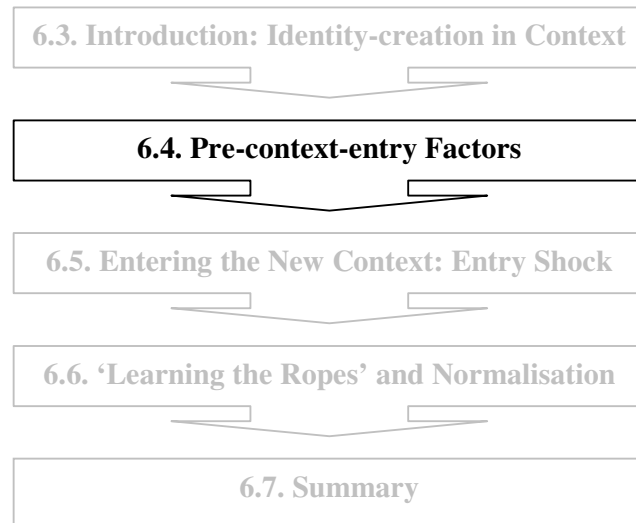 6.3. Introduction: Identity-creation in Context
6.4. Pre-context-entry Factors
6.5. Entering the New Context: Entry Shock
6.6. ‘Learning the Ropes’ and Normalisation
6.7. Summary